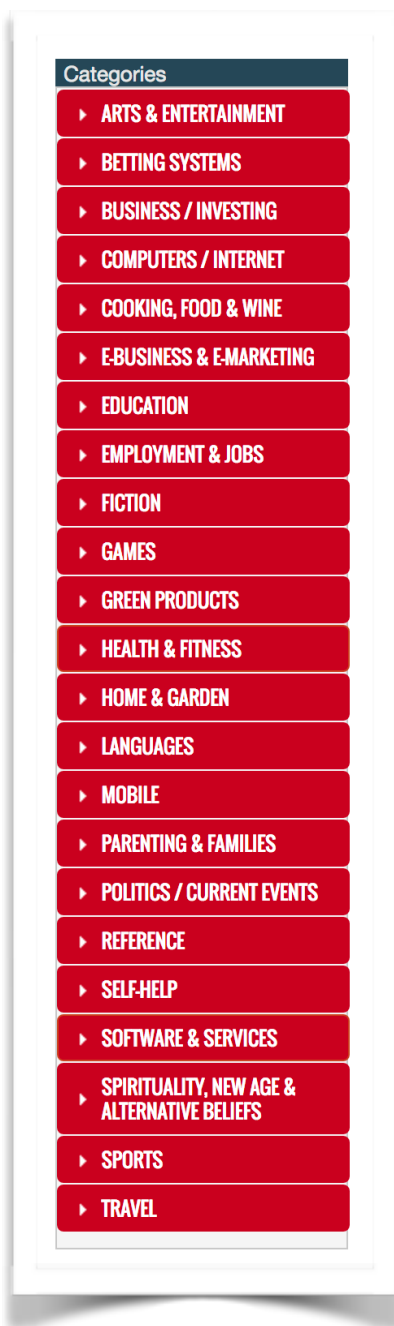 Categories
ARTS & ENTERTAINMENT
BETTING SYSTEMS
BUSINESS / INVESTING
COMPUTERS / INTERNET
COOKING, FOOD & WINE
E-BUSINESS & E-MARKETING
EDUCATION
EMPLOYMENT & JOBS
FICTION
GAMES
GREEN PRODUCTS
HEALTH & FITNESS
HOME & GARDEN
LANGUAGES
MOBILE
PARENTING & FAMILIES
POLITICS / CURRENT EVENTS
REFERENCE
SELF-HELP
SOFTWARE & SERVICES
SPIRITUALITY, NEW AGE &
ALTERNATIVE BELIEFS
SPORTS
TRAVEL